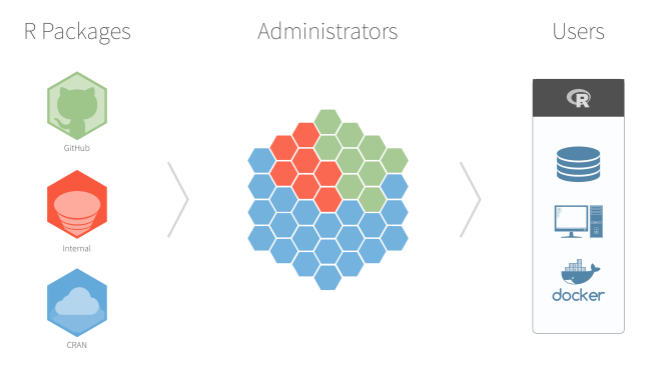 R Packages
Administrators
Users
GitHub
R
Internal
docker
CRAN